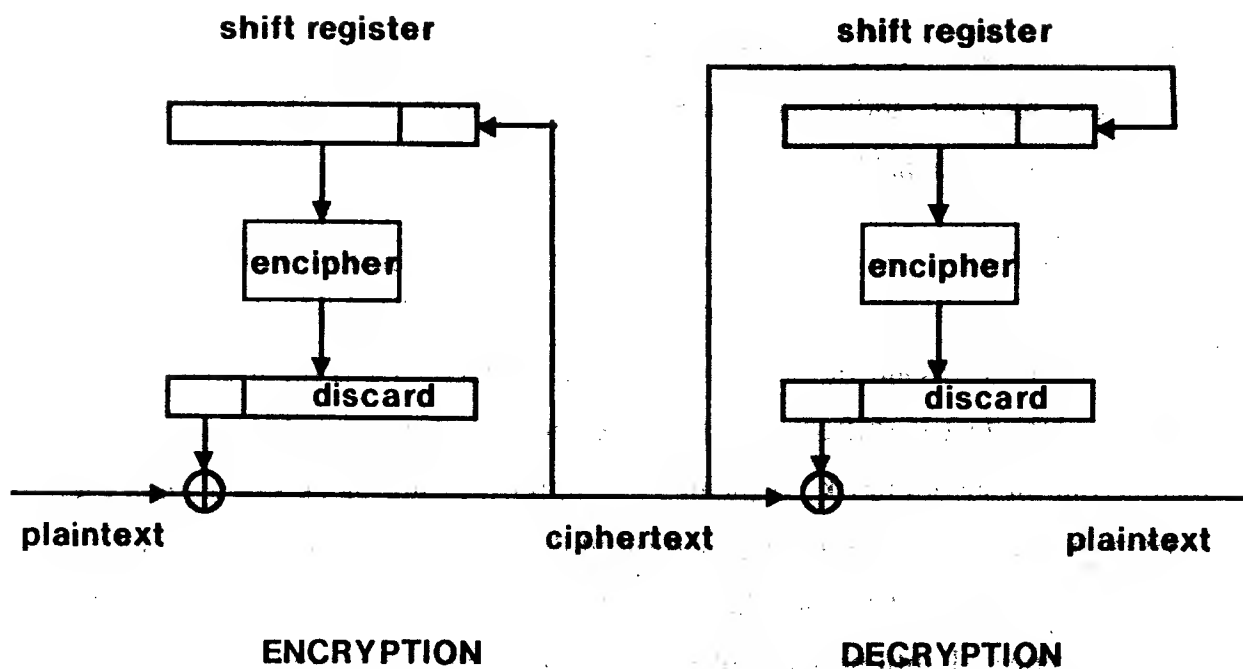 shift register
shift register
encipher
encipher
discard
discard
plaintext
ciphertext
plaintext
ENCRYPTION
DECRYPTION